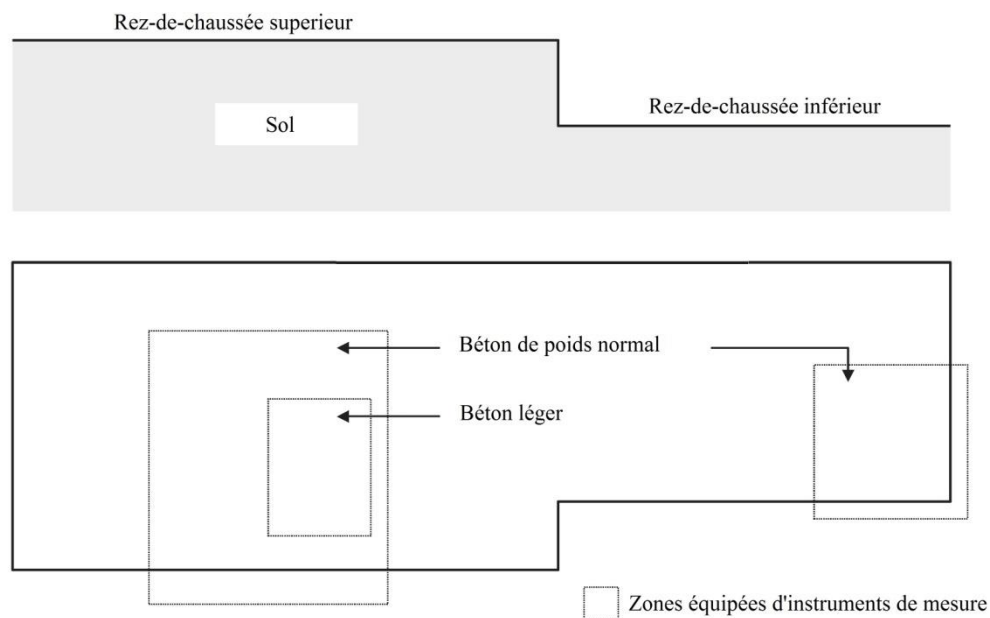 Rez-de-chaussée superieur
Sol
Rez-de-chaussée inférieur
Béton de poids normal
Béton léger
Zones équipées d'instruments de mesure